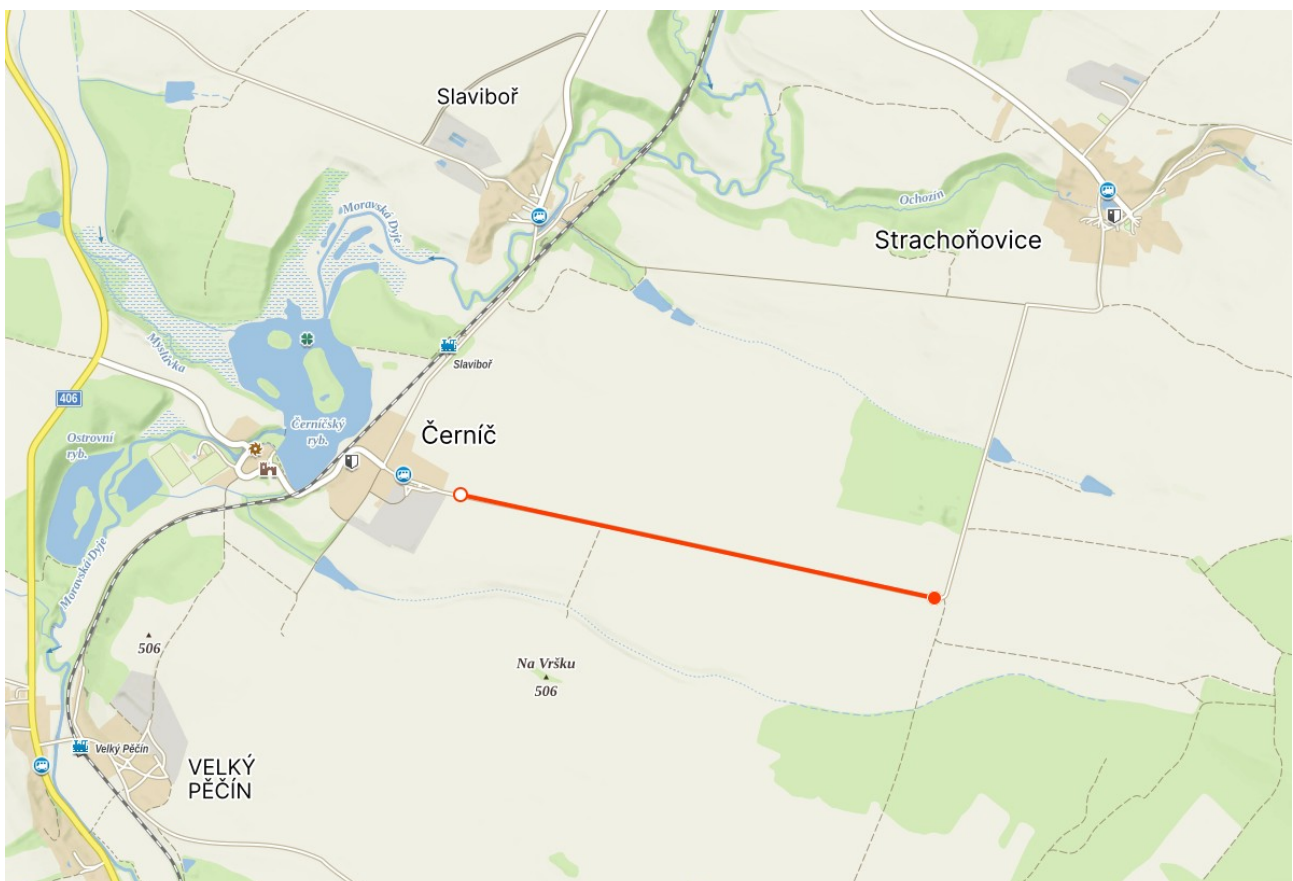 Slaviboř
Moravská Dyje
Ochozín
Strachoňovice
Myslívka
Slaviboř
406
Ostrovní
ryb.
Černíčský
ryb.
Černíč
Moravská Dyje
506
Na Vršku
506
Velký Pěčín
VELKÝ
PĚČÍN